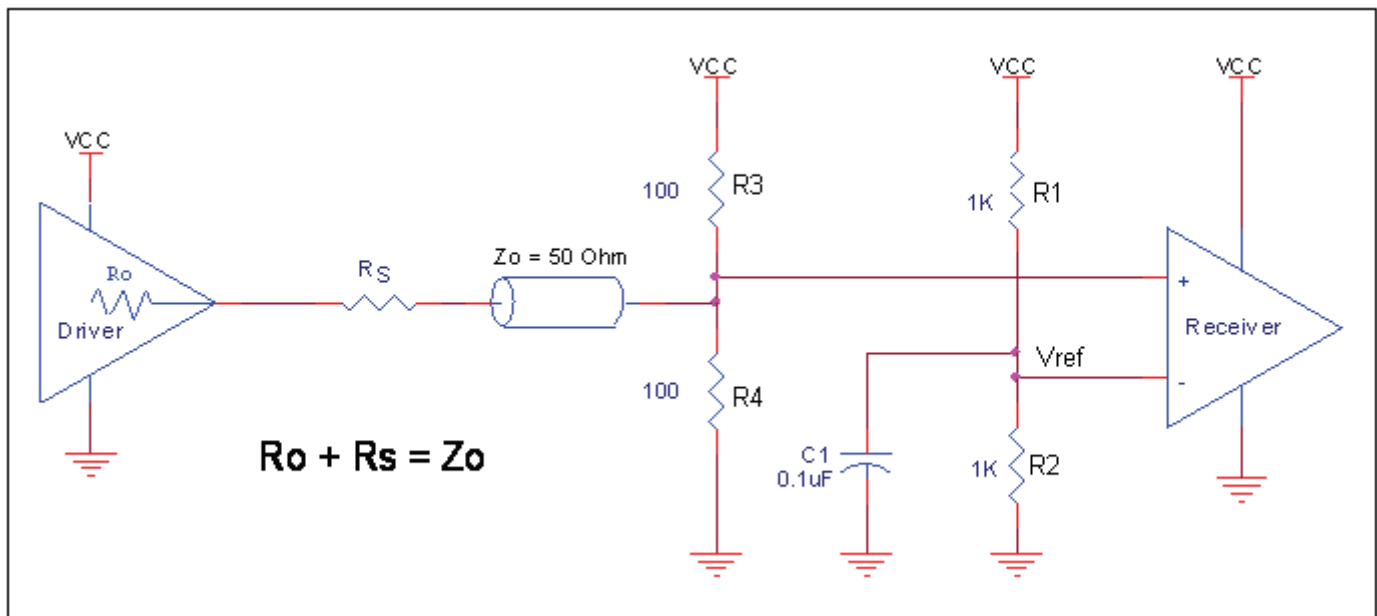 VCC
VCC
VCC
VCC
100
R3
1K
R1
Zo = 50 Ohm
Ro
RS
+
Driver
Receiver
Vref
-
100
R4
Ro + Rs = Zo
C1
0.1uF
1K
R2